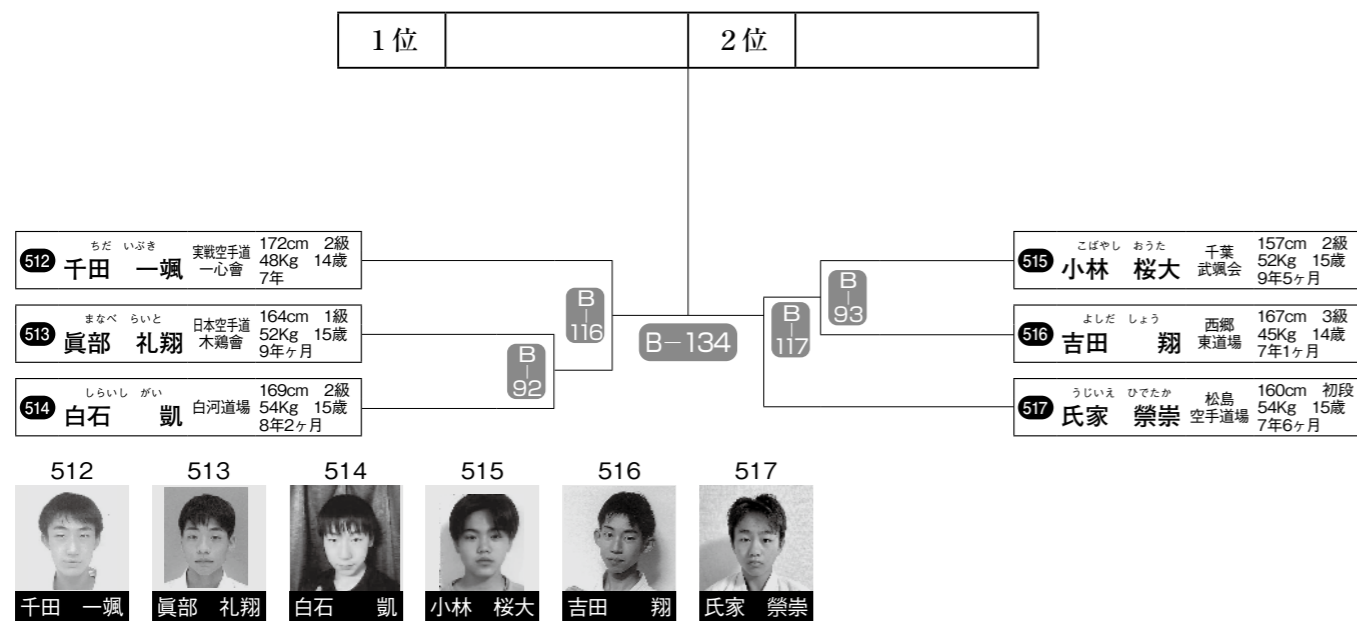 1位 2位
512
ちだ いぶき
千田 一颯
実戦空手道
一心會
172cm 2級
48Kg 14歳
7年
513
まなべ らいと
眞部 礼翔
日本空手道
木鶏會
164cm 1級
52Kg 15歳
9年ヶ月
514
しらいし がい
白石 凱
白河道場
169cm 2級
54Kg 15歳
8年2ヶ月
B-116
B-92
B-134
B-117
B-93
515
こばやし おうた
小林 桜大
千葉
武颯会
157cm 2級
52Kg 15歳
9年5ヶ月
516
よしだ しょう
吉田 翔
西郷
東道場
167cm 3級
45Kg 14歳
7年1ヶ月
517
うじいえ ひでたか
氏家 榮崇
松島
空手道場
160cm 初段
54Kg 15歳
7年6ヶ月
512 513 514 515 516 517
千田 一颯 眞部 礼翔 白石 凱 小林 桜大 吉田 翔 氏家 榮崇